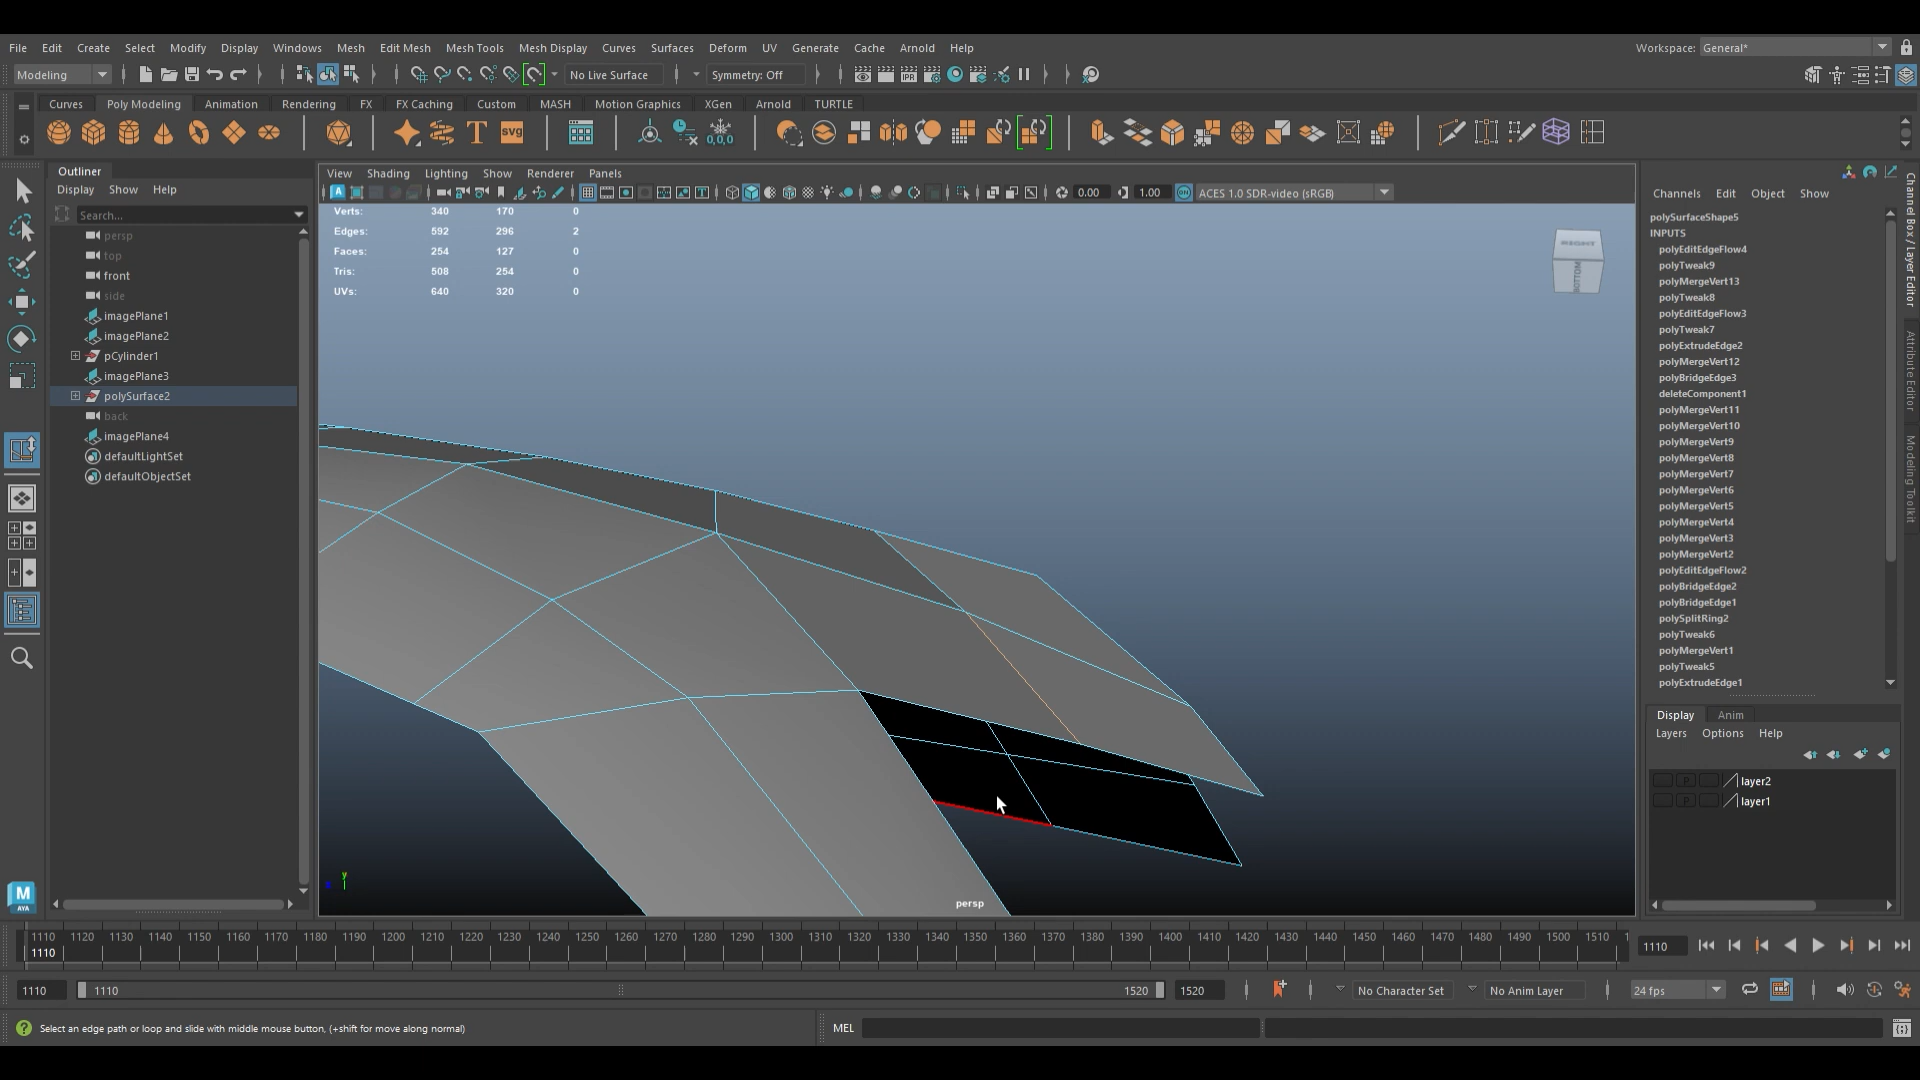 File Edit Create Select Modify Display Windows Mesh Edit Mesh Mesh Tools Mesh Display Curves Surfaces Deform UV Generate Cache Arnold Help Workspace: General*
Modeling No Live Surface Symmetry: Off
Curves Poly Modeling Animation Rendering FX FX Caching Custom MASH Motion Graphics XGen Arnold TURTLE
Outliner
Display Show Help
Search...
persp
top
front
side
imagePlane1
imagePlane2
pCylinder1
imagePlane3
polySurface2
back
imagePlane4
defaultLightSet
defaultObjectSet
View Shading Lighting Show Renderer Panels
0.00 1.00 ACES 1.0 SDR-video (sRGB)
Verts: 340 170 0
Edges: 592 296 2
Faces: 254 127 0
Tris: 508 254 0
UVs: 640 320 0
RIGHT
BOTTOM
y
persp
Channels Edit Object Show
polySurfaceShape5
INPUTS
polyEditEdgeFlow4
polyTweak9
polyMergeVert13
polyTweak8
polyEditEdgeFlow3
polyTweak7
polyExtrudeEdge2
polyMergeVert12
polyBridgeEdge3
deleteComponent1
polyMergeVert11
polyMergeVert10
polyMergeVert9
polyMergeVert8
polyMergeVert7
polyMergeVert6
polyMergeVert5
polyMergeVert4
polyMergeVert3
polyMergeVert2
polyEditEdgeFlow2
polyBridgeEdge2
polyBridgeEdge1
polySplitRing2
polyTweak6
polyMergeVert1
polyTweak5
polyExtrudeEdge1
Channel Box / Layer Editor
Attribute Editor
Modeling Toolkit
Display Anim
Layers Options Help
P layer2
P layer1
1110 1120 1130 1140 1150 1160 1170 1180 1190 1200 1210 1220 1230 1240 1250 1260 1270 1280 1290 1300 1310 1320 1330 1340 1350 1360 1370 1380 1390 1400 1410 1420 1430 1440 1450 1460 1470 1480 1490 1500 1510
1110
1110
1110 1110 1520 1520 No Character Set No Anim Layer 24 fps
Select an edge path or loop and slide with middle mouse button, (+shift for move along normal) MEL